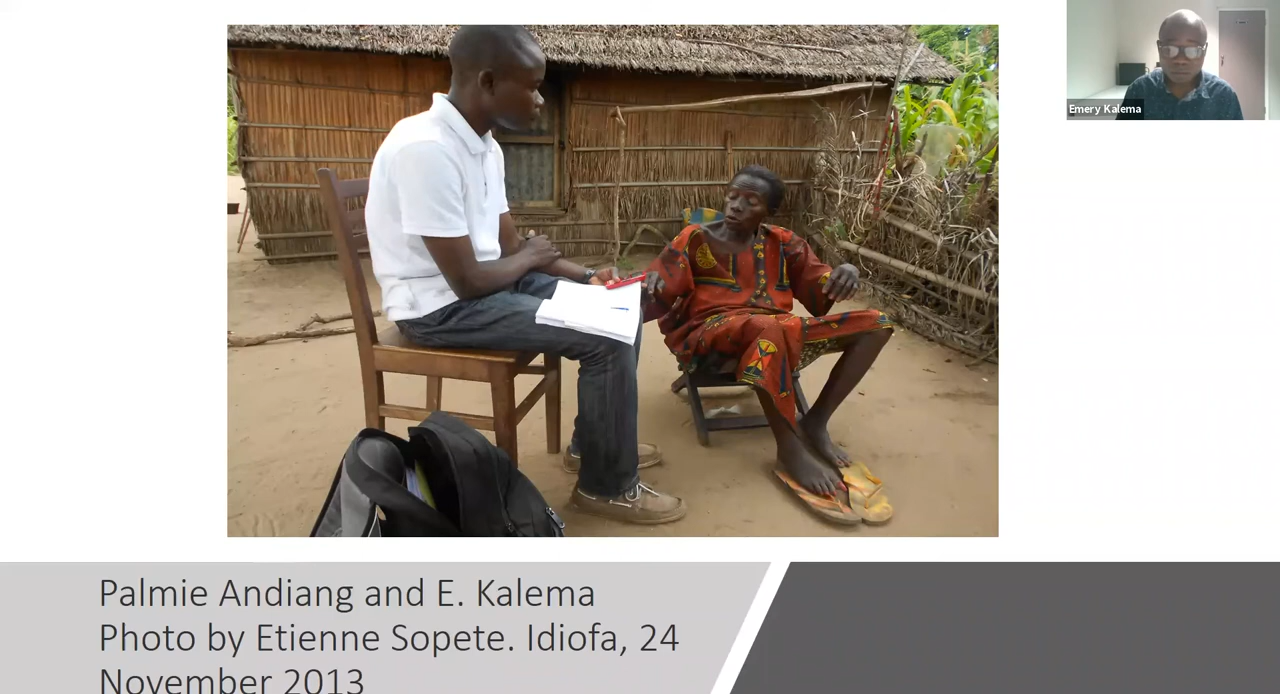 Emery Kalema
Palmie Andiang and E. Kalema
Photo by Etienne Sopete. Idiofa, 24
November 2013